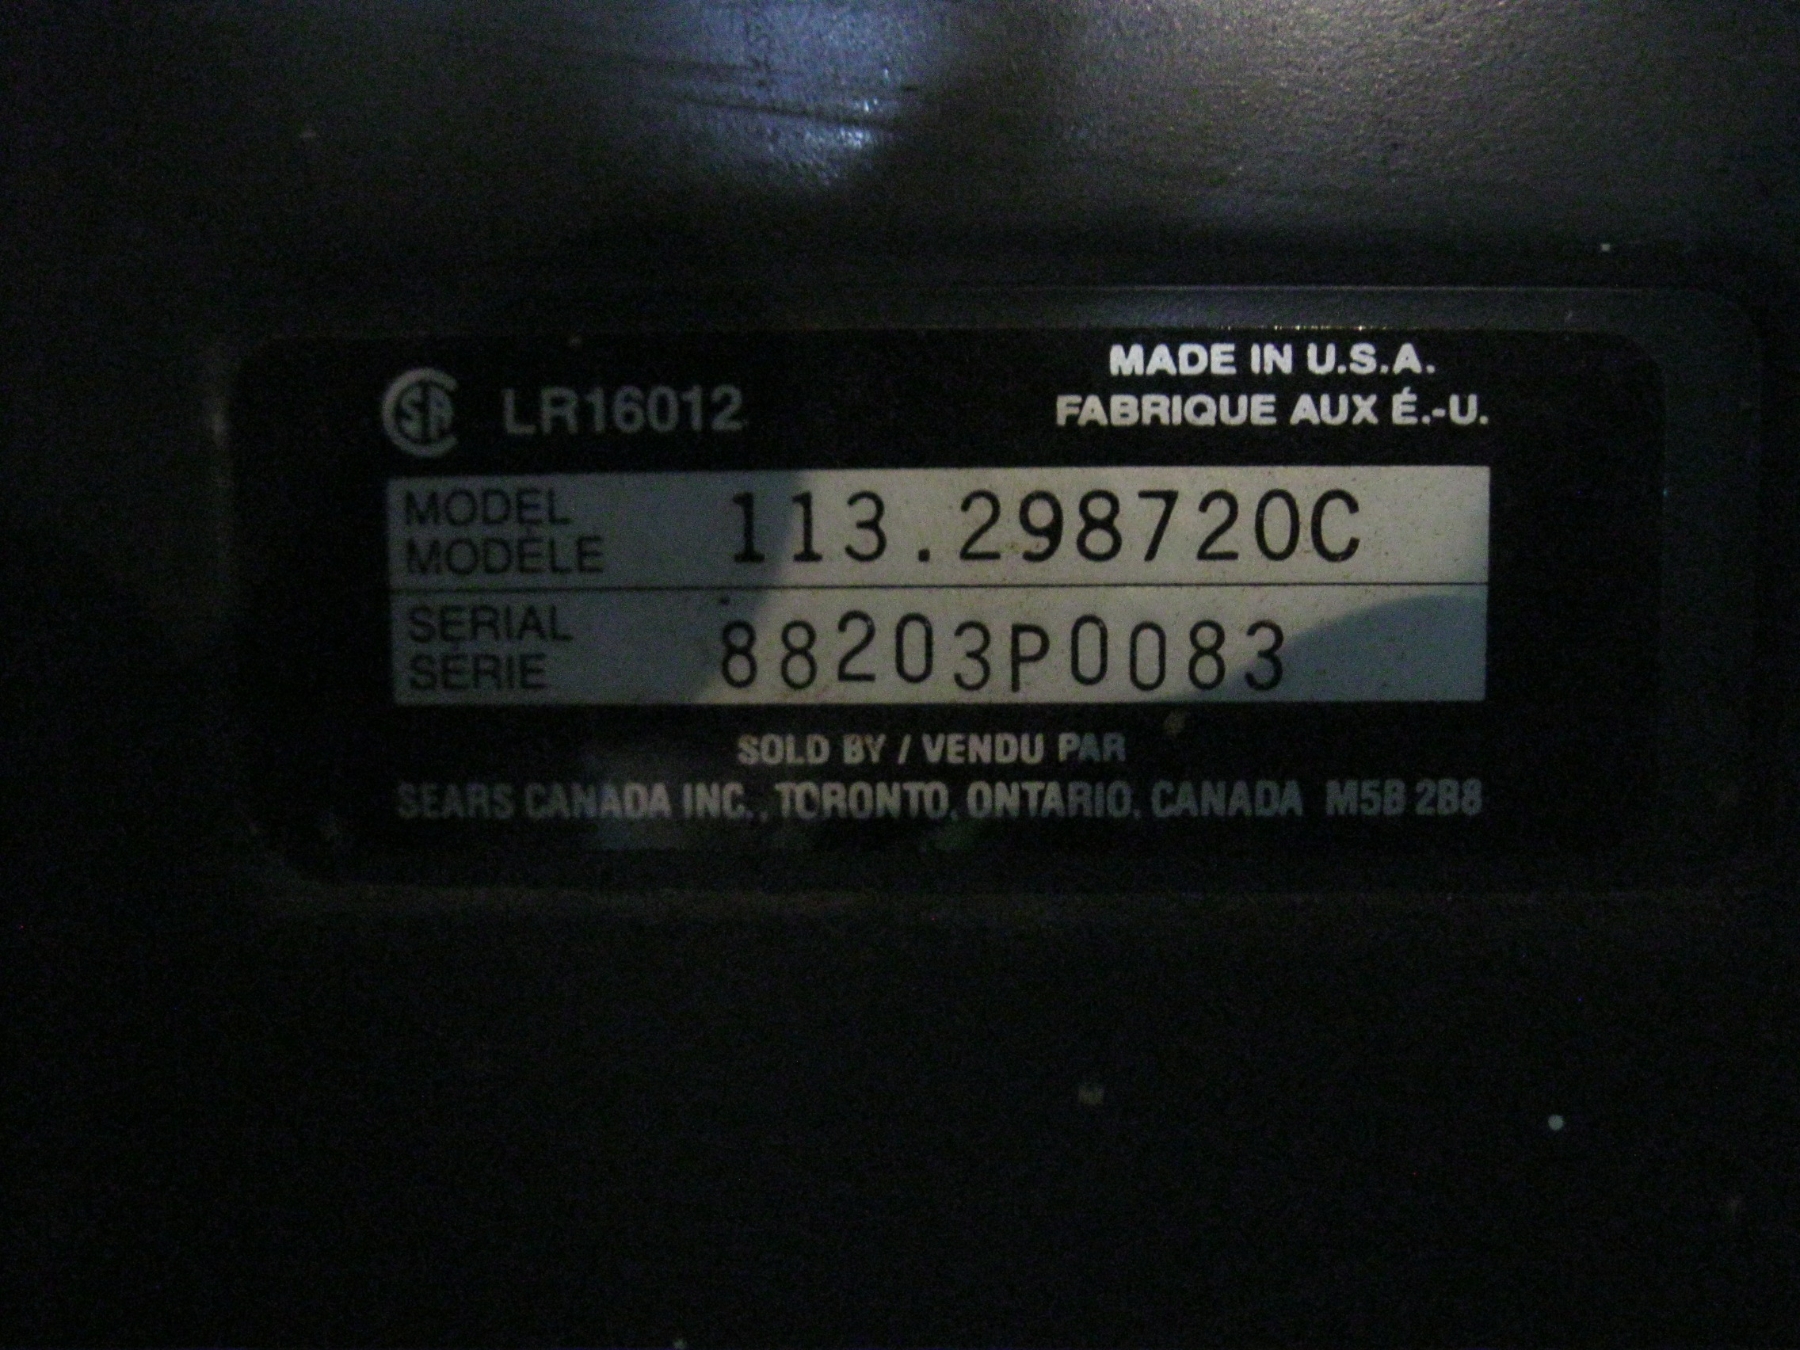 SA LR16012
MADE IN U.S.A.
FABRIQUE AUX É.-U.
MODEL
MODÈLE
113.298720C
SERIAL
SÉRIE
88203P0083
SOLD BY / VENDU PAR
SEARS CANADA INC., TORONTO, ONTARIO, CANADA M5B 2B8